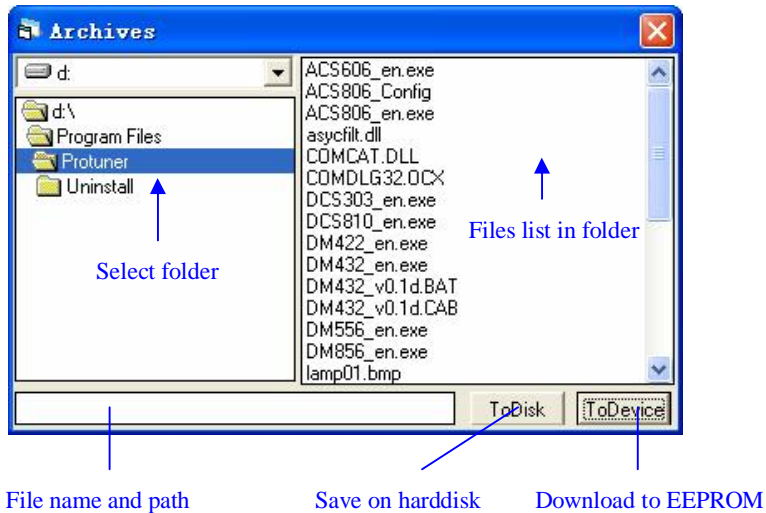 Archives
d:
d:\
Program Files
Protuner
Uninstall
Select folder
ACS606_en.exe
ACS806_Config
ACS806_en.exe
asycfilt.dll
COMCAT.DLL
COMDLG32.OCX
DCS303_en.exe
DCS810_en.exe
DM422_en.exe
DM432_en.exe
DM432_v0.1d.BAT
DM432_v0.1d.CAB
DM556_en.exe
DM856_en.exe
lamp01.bmp
Files list in folder
ToDisk
ToDevice
File name and path
Save on harddisk
Download to EEPROM